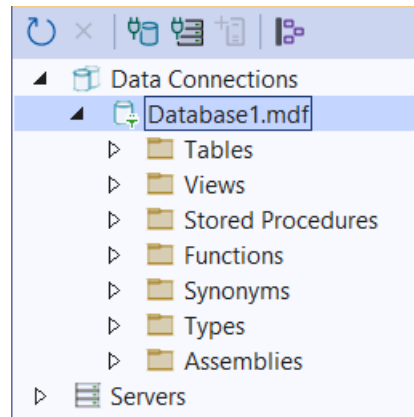 Data Connections
Database1.mdf
Tables
Views
Stored Procedures
Functions
Synonyms
Types
Assemblies
Servers